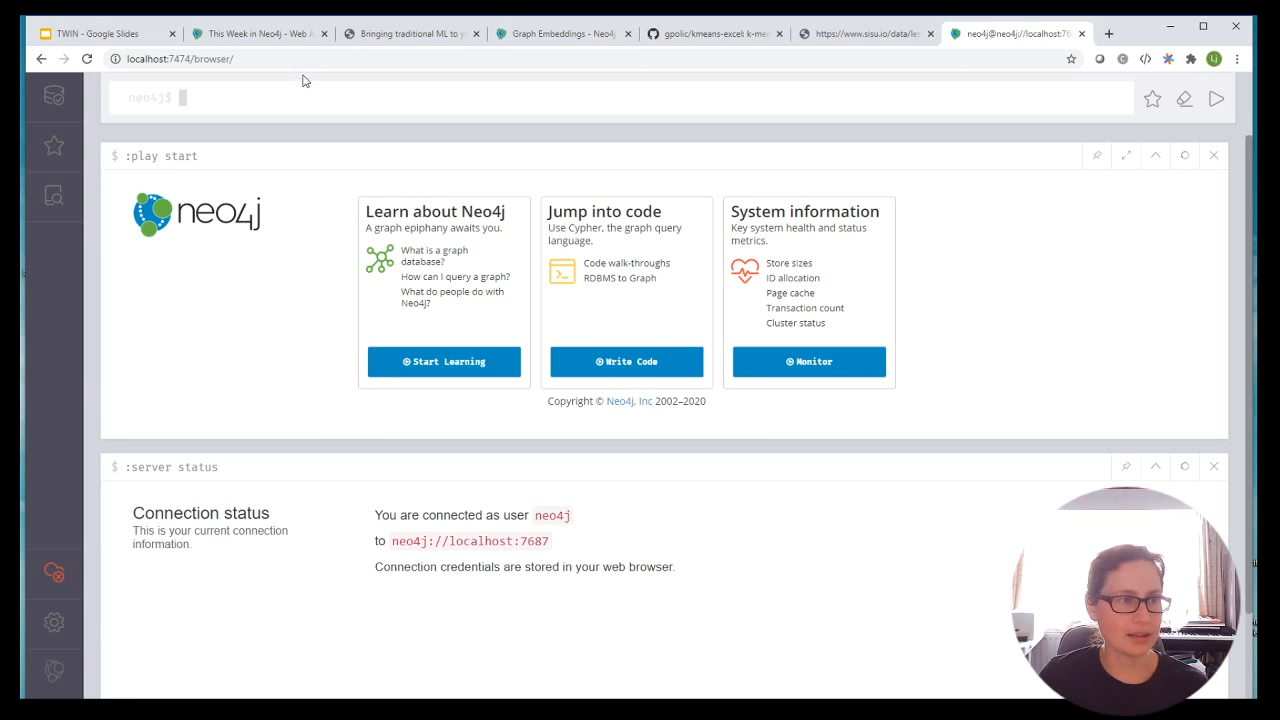 TWIN - Google Slides
This Week in Neo4j - Web A
Bringing traditional ML to y
Graph Embeddings - Neo4j
gpolic/kmeans-excel k-mea
https://www.sisu.io/data/les
neo4j@neo4j://localhost:76
localhost:7474/browser/
Lj
neo4j$
$ :play start
neo4j
Learn about Neo4j
A graph epiphany awaits you.
What is a graph
database?
How can I query a graph?
What do people do with
Neo4j?
Start Learning
Jump into code
Use Cypher, the graph query
language.
Code walk-throughs
RDBMS to Graph
Write Code
System information
Key system health and status
metrics.
Store sizes
ID allocation
Page cache
Transaction count
Cluster status
Monitor
Copyright © Neo4j, Inc 2002–2020
$ :server status
Connection status
This is your current connection
information.
You are connected as user neo4j
to neo4j://localhost:7687
Connection credentials are stored in your web browser.